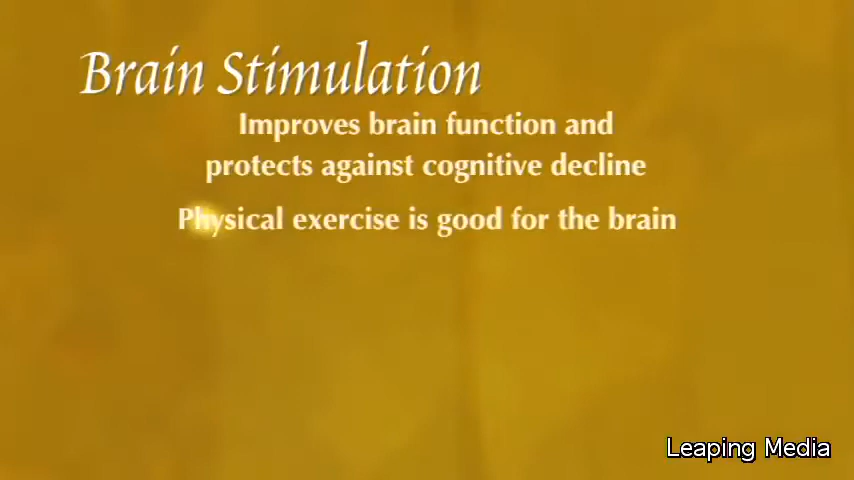 Brain Stimulation
Improves brain function and
protects against cognitive decline
Physical exercise is good for the brain
Leaping Media